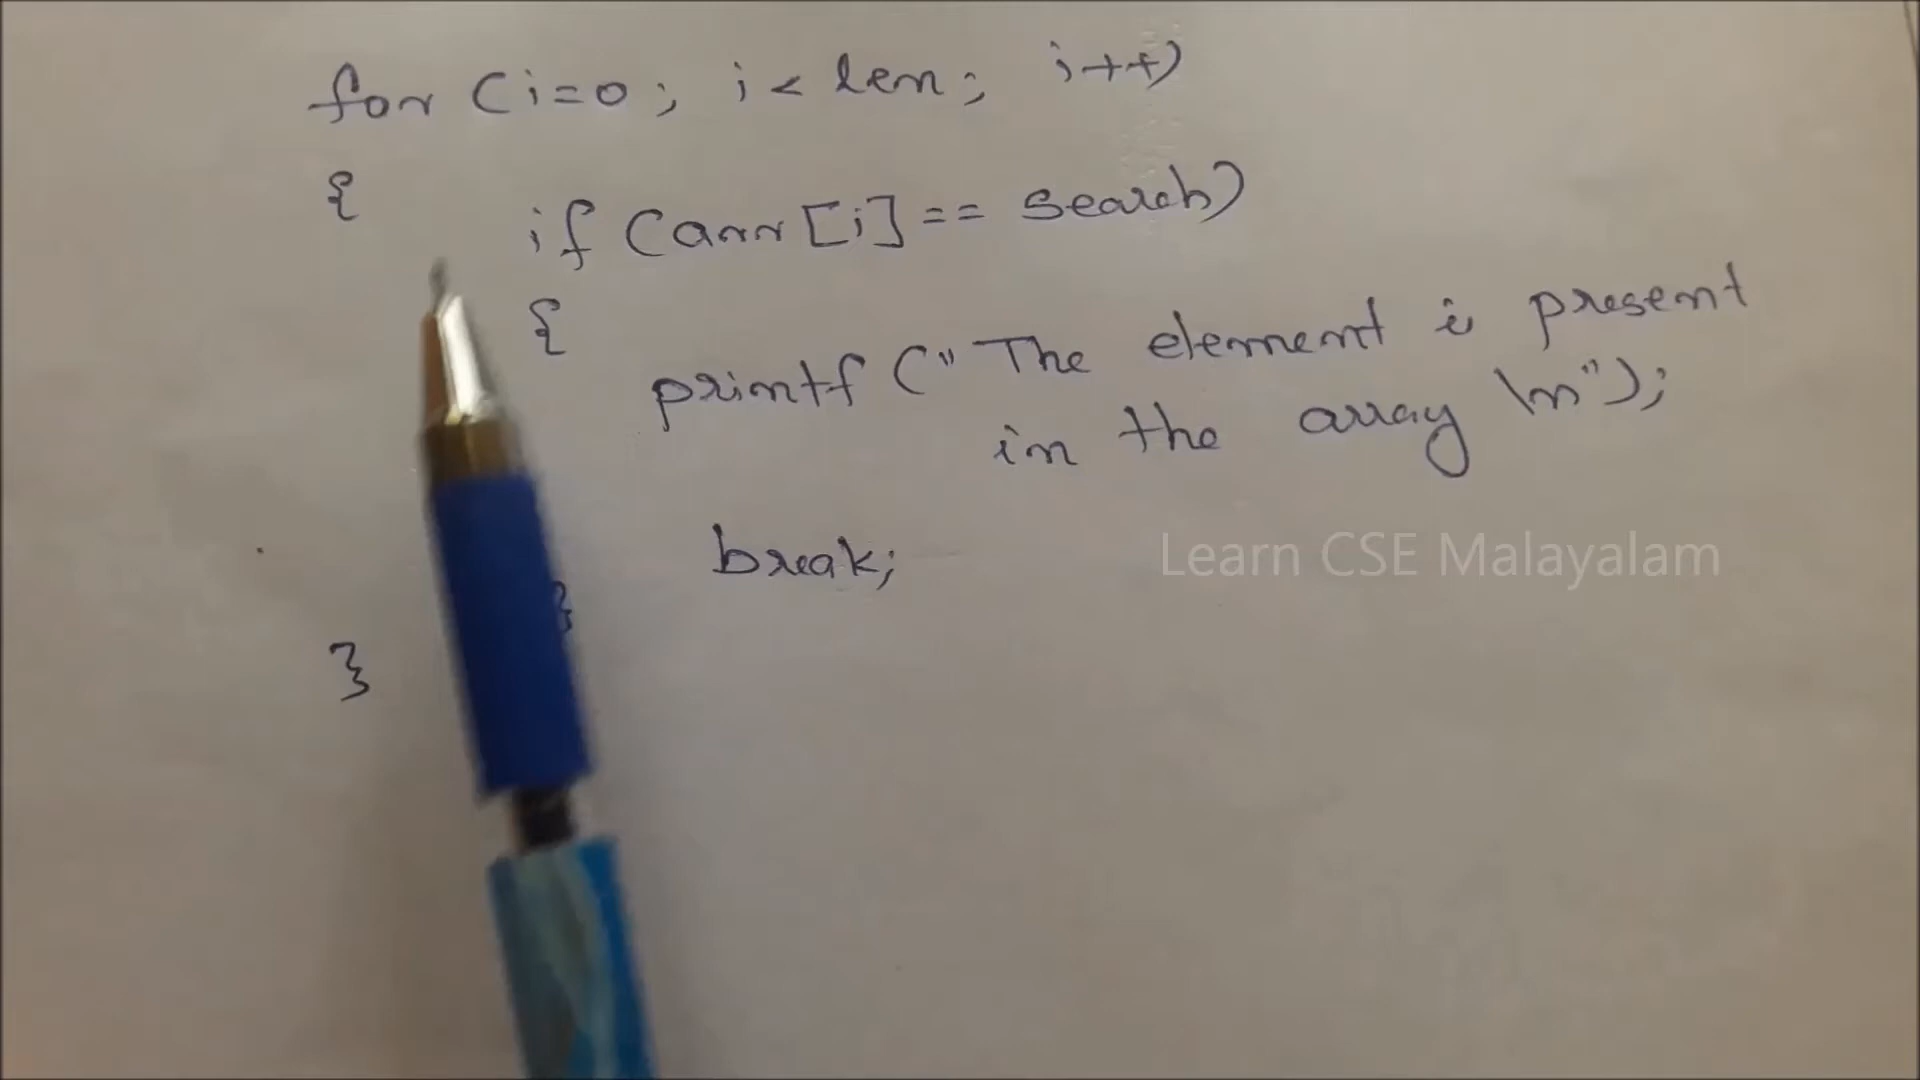 for (i=0; i< len; i++)
{
if (arr[i] == search)
{
printf ("The element is present
in the array \n");
break;
}
}
Learn CSE Malayalam